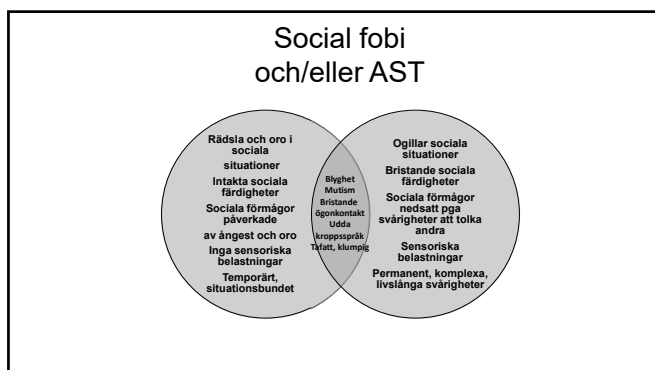 Social fobi
och/eller AST
Rädsla och oro i
sociala
situationer
Intakta sociala
färdigheter
Sociala förmågor
påverkade
av ångest och oro
Inga sensoriska
belastningar
Temporärt,
situationsbundet
Blyghet
Mutism
Bristande
ögonkontakt
Udda
kroppsspråk
Tafatt, klumpig
Ogillar sociala
situationer
Bristande sociala
färdigheter
Sociala förmågor
nedsatt pga
svårigheter att tolka
andra
Sensoriska
belastningar
Permanent, komplexa,
livslånga svårigheter